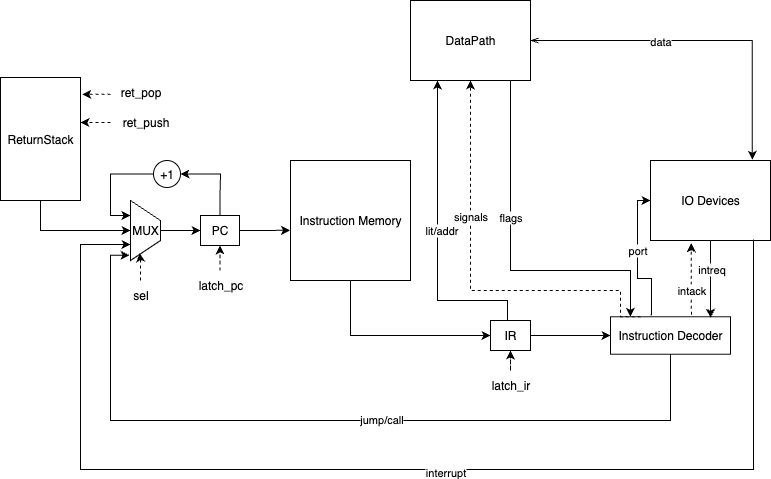 DataPath
data
ret_pop
ret_push
ReturnStack
+1
MUX
PC
Instruction Memory
IO Devices
lit/addr
signals
flags
port
intreq
intack
latch_pc
sel
IR
Instruction Decoder
latch_ir
jump/call
interrupt